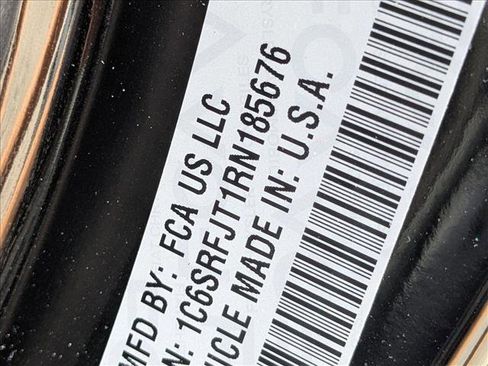 MFD BY: FCA US LLC
N: 1C6SRFJT1RN185676
ICLE MADE IN: U.S.A.